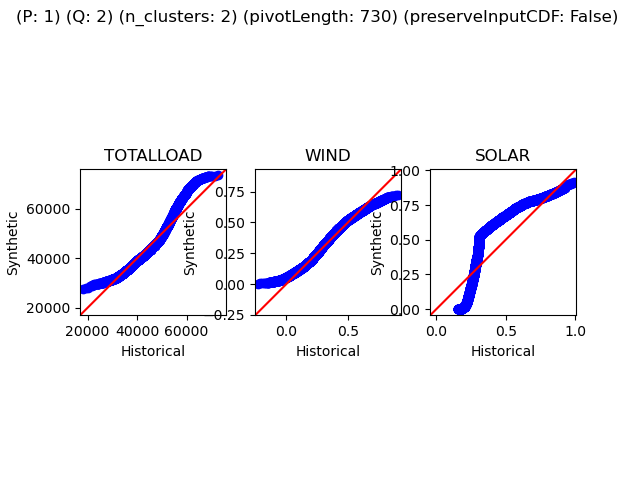 (P: 1) (Q: 2) (n_clusters: 2) (pivotLength: 730) (preserveInputCDF: False)
TOTALLOAD
Synthetic
60000
40000
20000
20000 40000 60000
Historical
WIND
Synthetic
0.75
0.50
0.25
0.00
-0.25
0.0 0.5
Historical
SOLAR
Synthetic
1.00
0.75
0.50
0.25
0.00
0.0 0.5 1.0
Historical